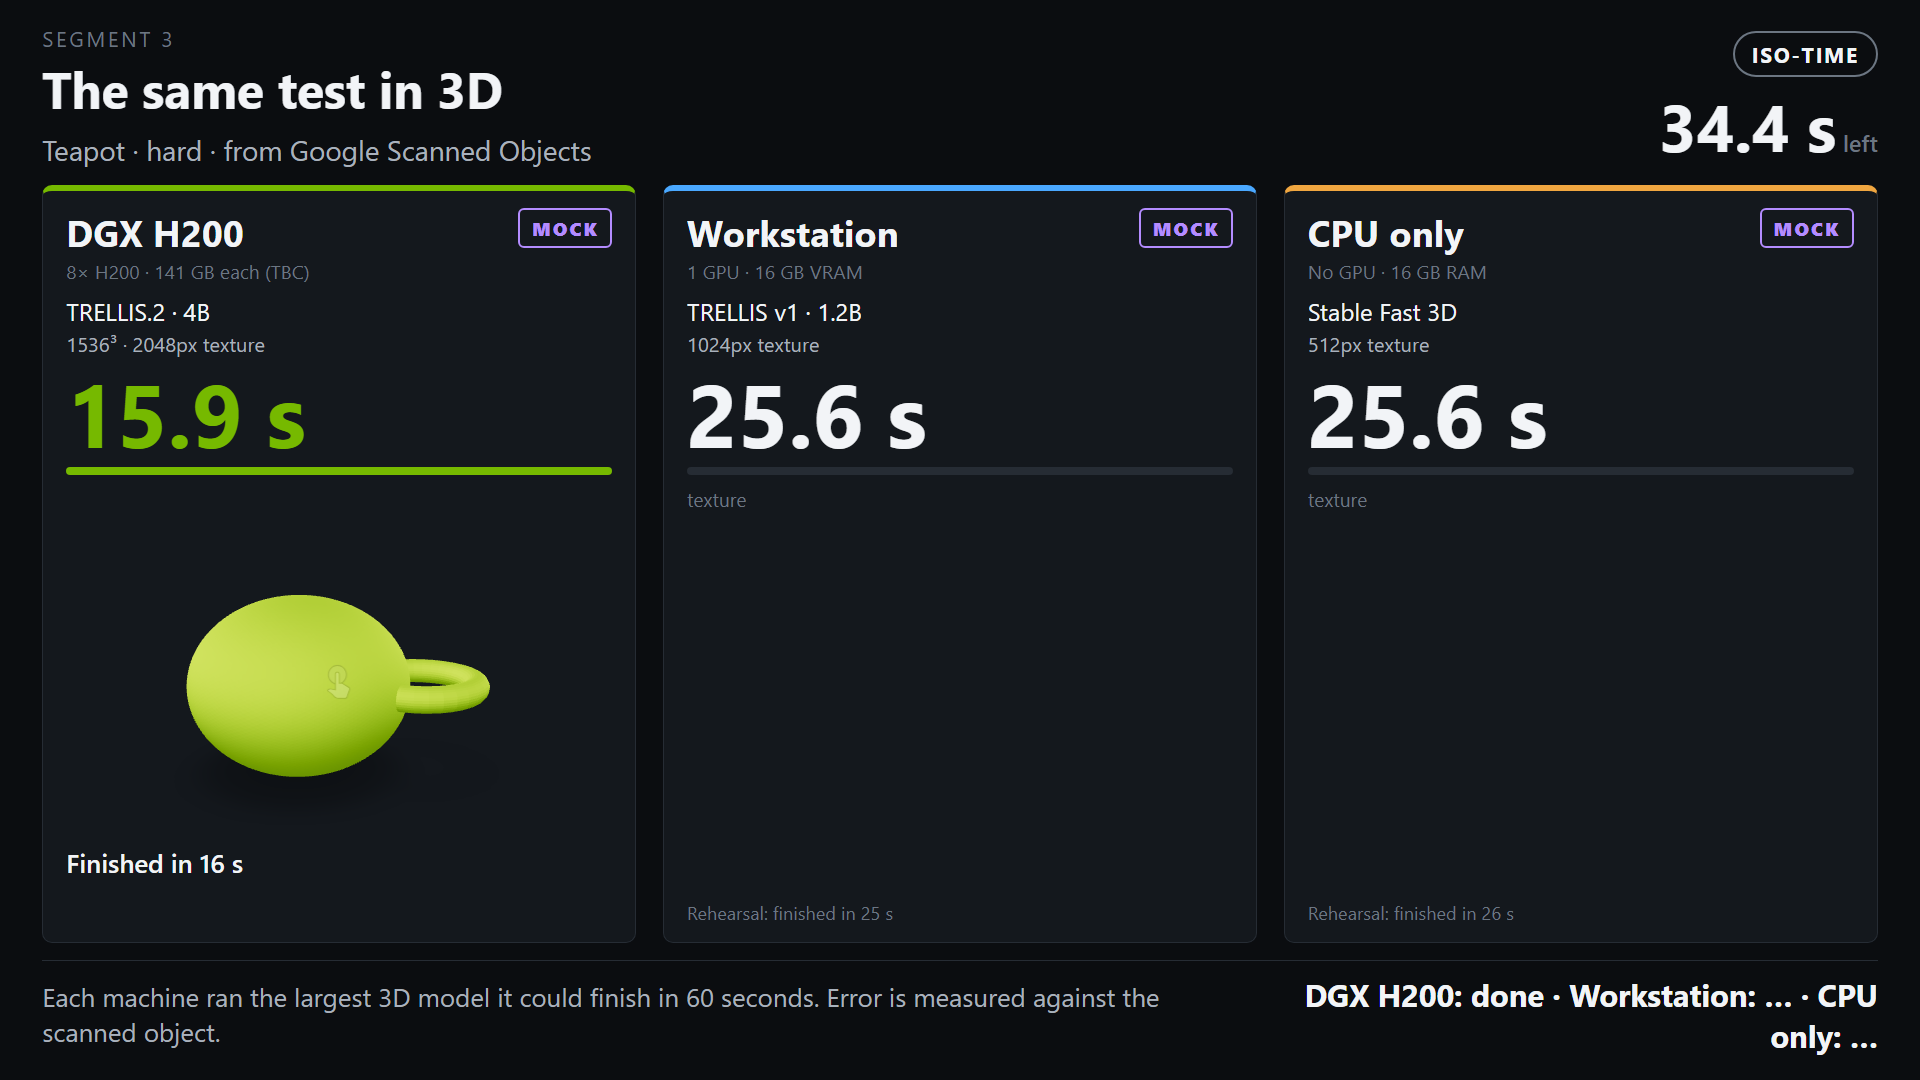 SEGMENT 3
The same test in 3D
Teapot · hard · from Google Scanned Objects
ISO-TIME
34.4 s left
DGX H200
MOCK
8× H200 · 141 GB each (TBC)
TRELLIS.2 · 4B
1536³ · 2048px texture
15.9 s
Finished in 16 s
Workstation
MOCK
1 GPU · 16 GB VRAM
TRELLIS v1 · 1.2B
1024px texture
25.6 s
texture
Rehearsal: finished in 25 s
CPU only
MOCK
No GPU · 16 GB RAM
Stable Fast 3D
512px texture
25.6 s
texture
Rehearsal: finished in 26 s
Each machine ran the largest 3D model it could finish in 60 seconds. Error is measured against the
scanned object.
DGX H200: done · Workstation: ... · CPU
only: ...